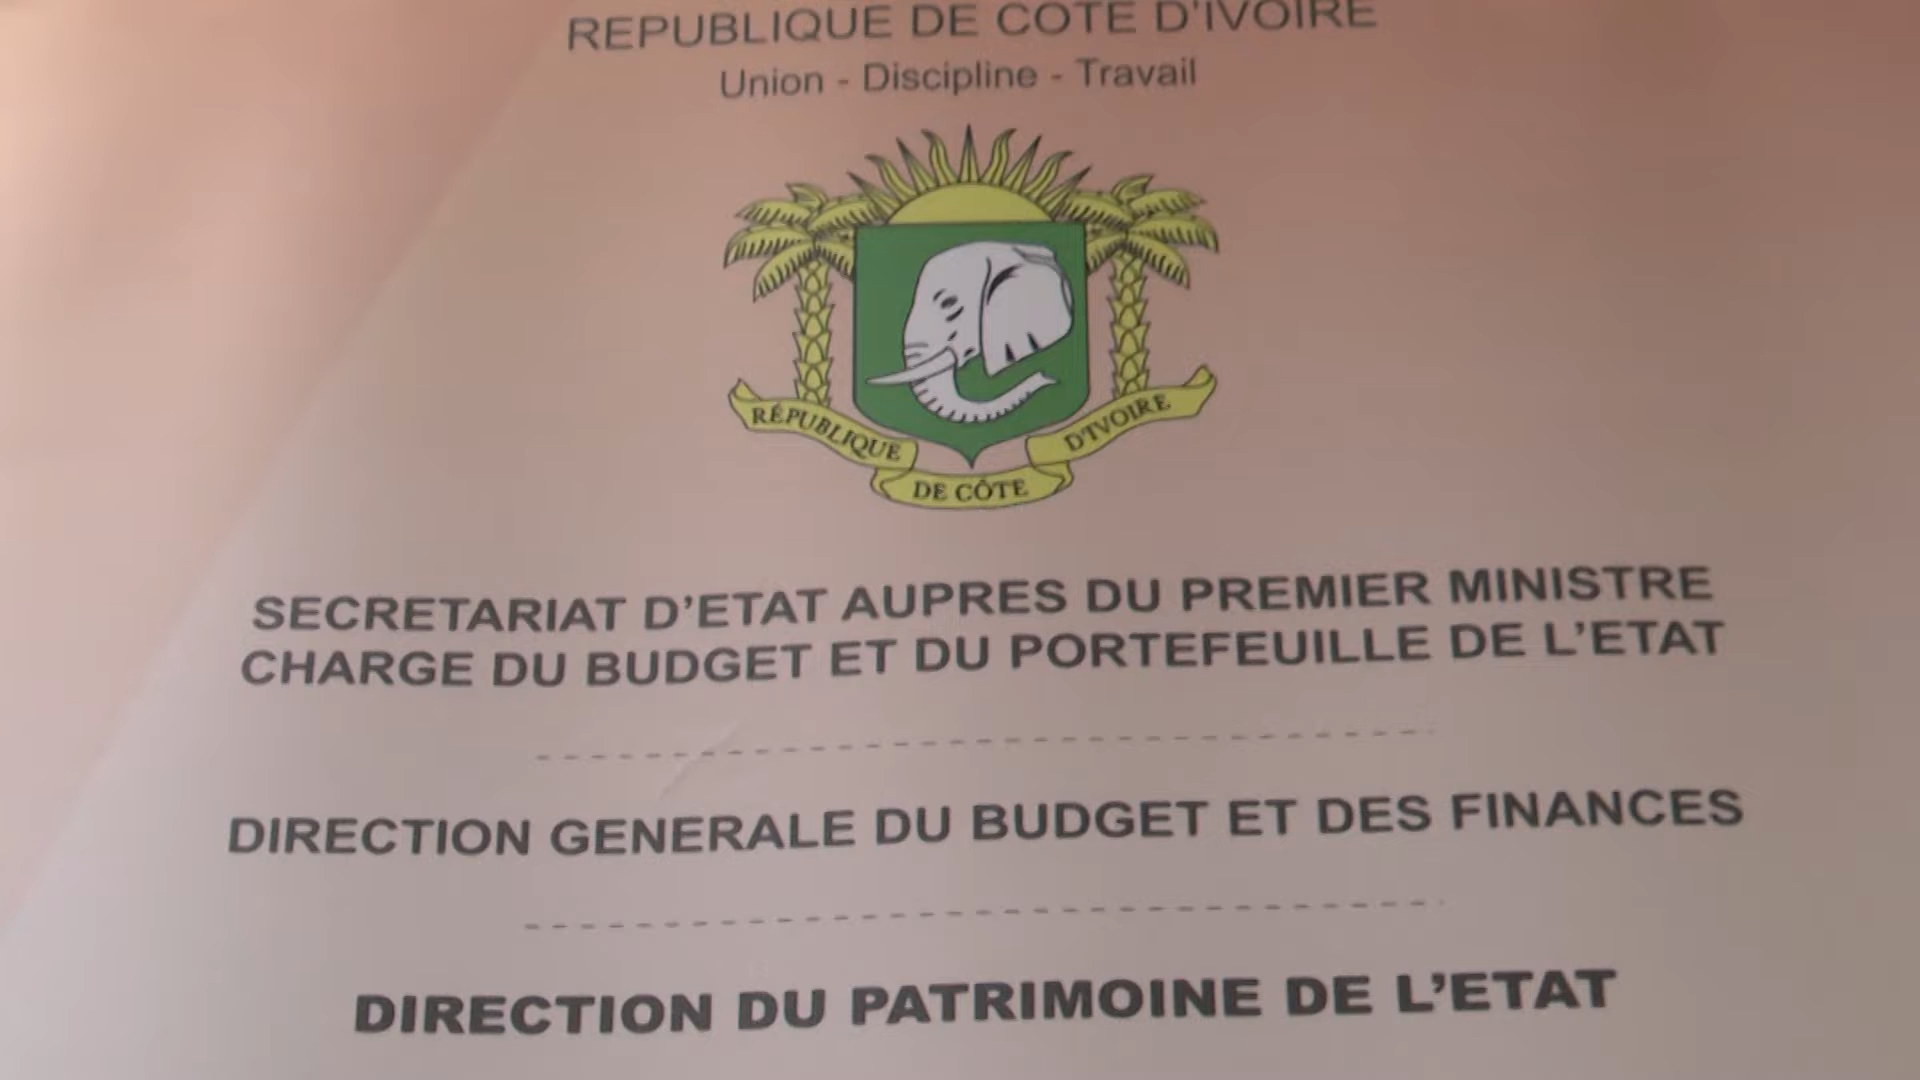 REPUBLIQUE DE COTE D'IVOIRE
Union - Discipline - Travail
RÉPUBLIQUE DE CÔTE D'IVOIRE
SECRETARIAT D'ETAT AUPRES DU PREMIER MINISTRE
CHARGE DU BUDGET ET DU PORTEFEUILLE DE L'ETAT
DIRECTION GENERALE DU BUDGET ET DES FINANCES
DIRECTION DU PATRIMOINE DE L'ETAT